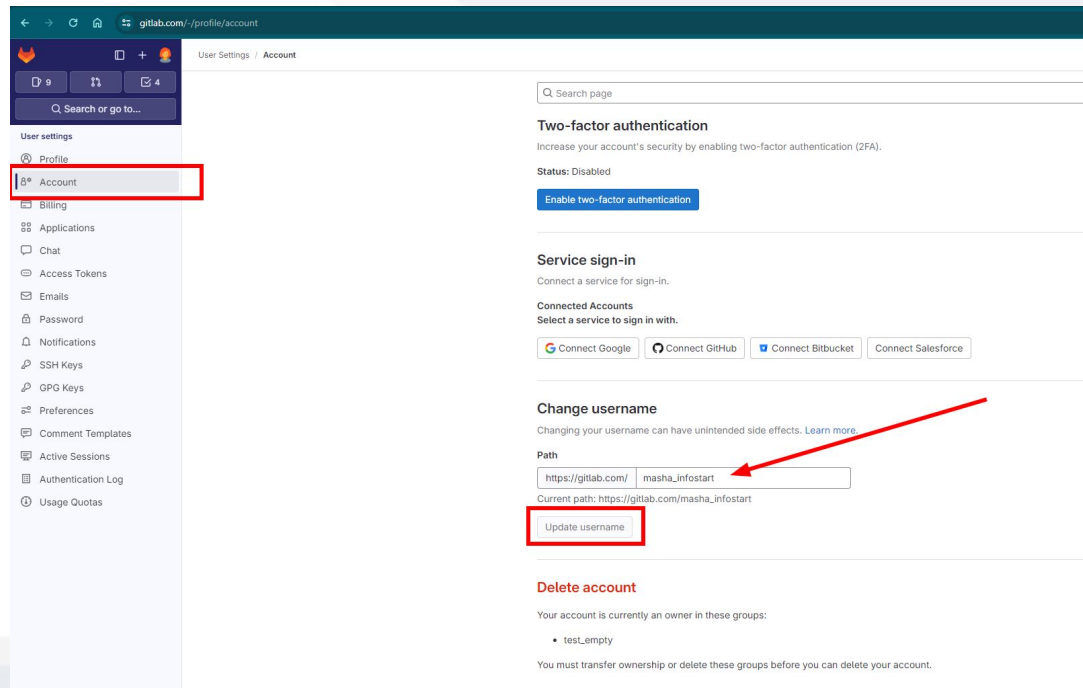 gitlab.com/-/profile/account
User Settings / Account
9
4
Search or go to...
User settings
Profile
Account
Billing
Applications
Chat
Access Tokens
Emails
Password
Notifications
SSH Keys
GPG Keys
Preferences
Comment Templates
Active Sessions
Authentication Log
Usage Quotas
Search page
Two-factor authentication
Increase your account's security by enabling two-factor authentication (2FA).
Status: Disabled
Enable two-factor authentication
Service sign-in
Connect a service for sign-in.
Connected Accounts
Select a service to sign in with.
Connect Google Connect GitHub Connect Bitbucket Connect Salesforce
Change username
Changing your username can have unintended side effects. Learn more.
Path
https://gitlab.com/ masha_infostart
Current path: https://gitlab.com/masha_infostart
Update username
Delete account
Your account is currently an owner in these groups:
• test_empty
You must transfer ownership or delete these groups before you can delete your account.